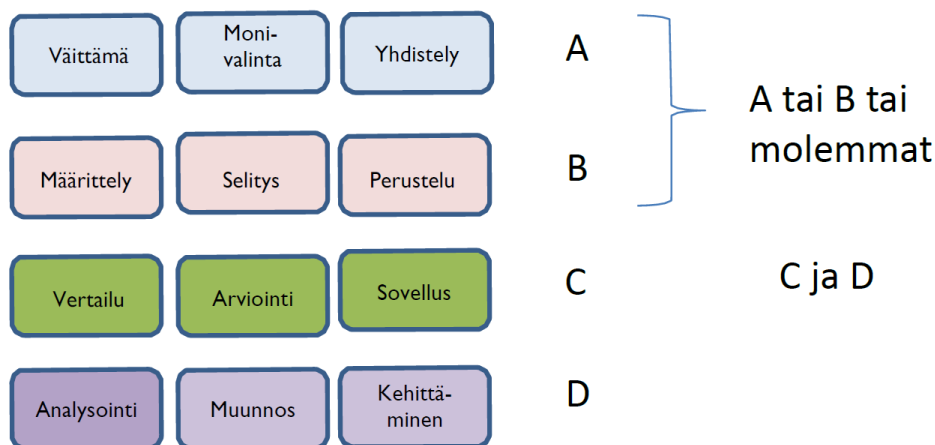 Väittämä
Moni-
valinta
Yhdistely
A
A tai B tai
molemmat
Määrittely
Selitys
Perustelu
B
Vertailu
Arviointi
Sovellus
C
C ja D
Analysointi
Muunnos
Kehittä-
minen
D